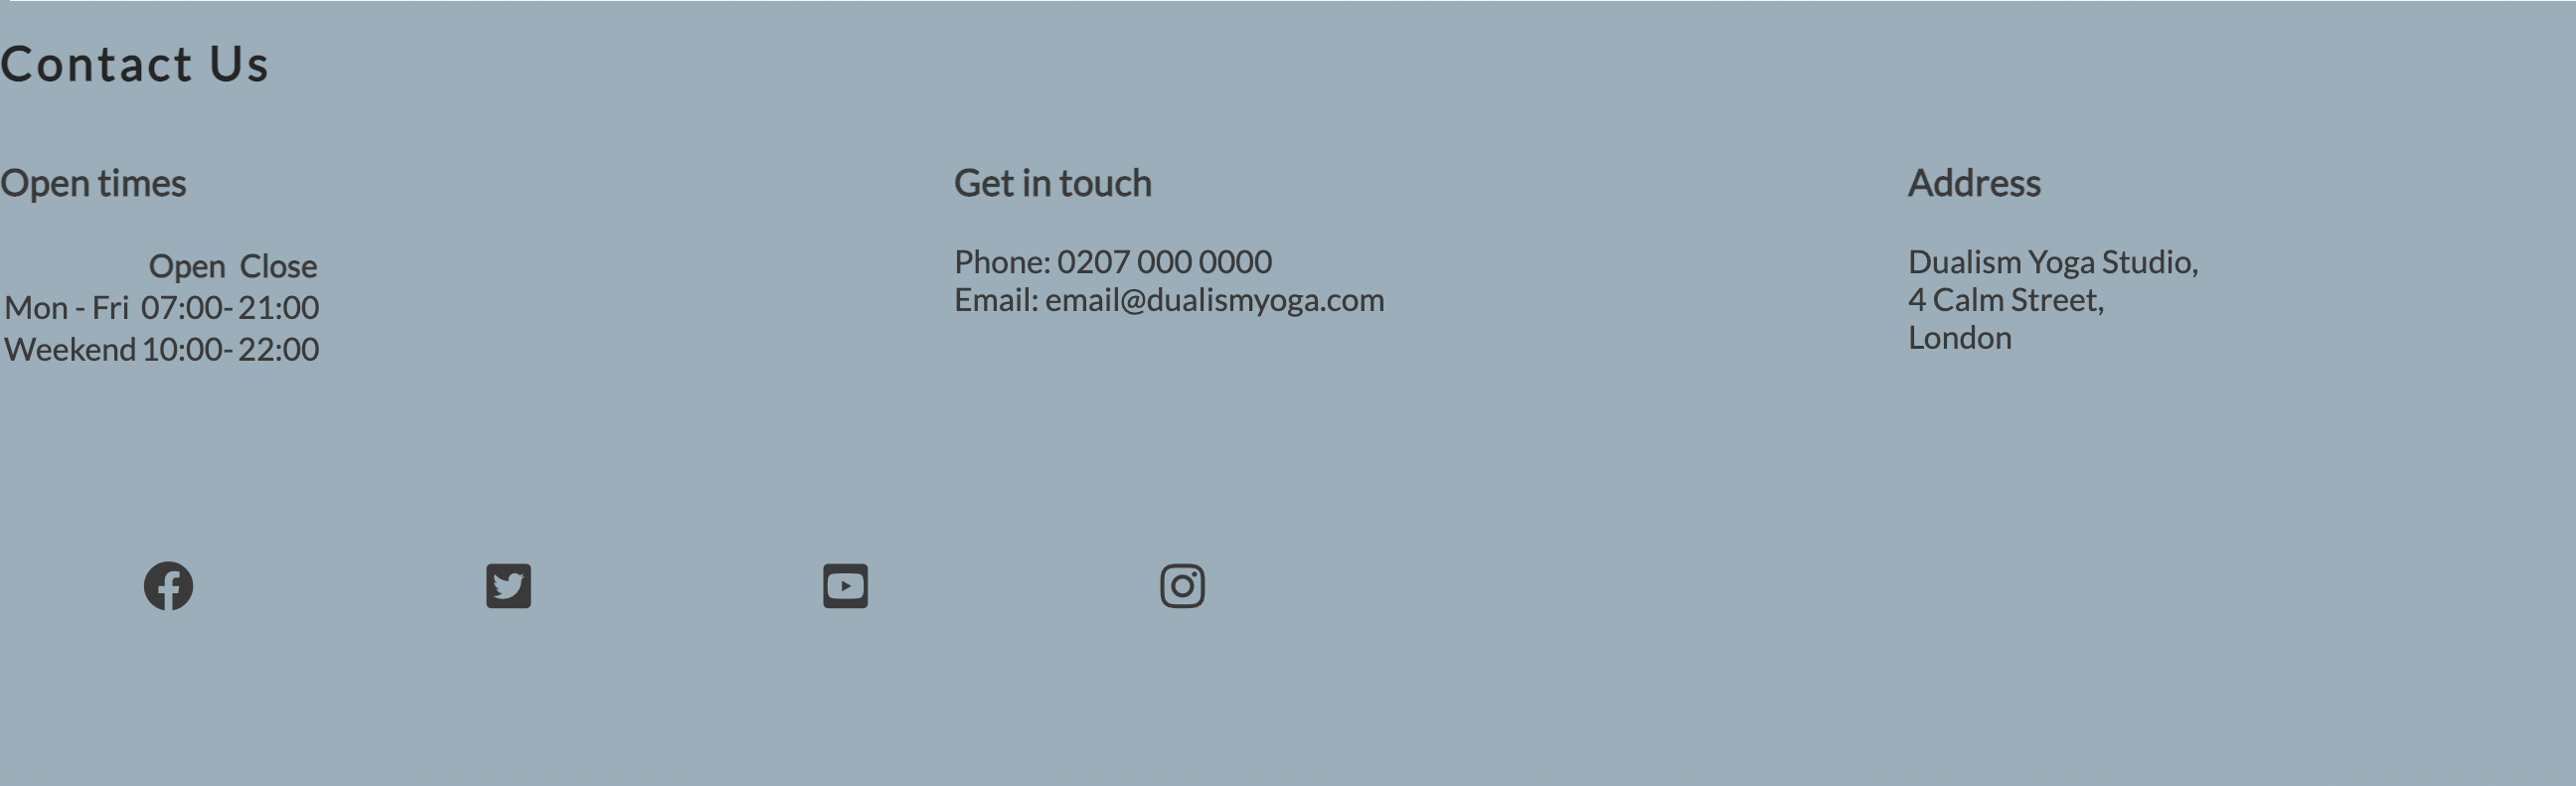 Contact Us
Open times
Open Close
Mon - Fri 07:00- 21:00
Weekend 10:00- 22:00
Get in touch
Phone: 0207 000 0000
Email: email@dualismyoga.com
Address
Dualism Yoga Studio,
4 Calm Street,
London